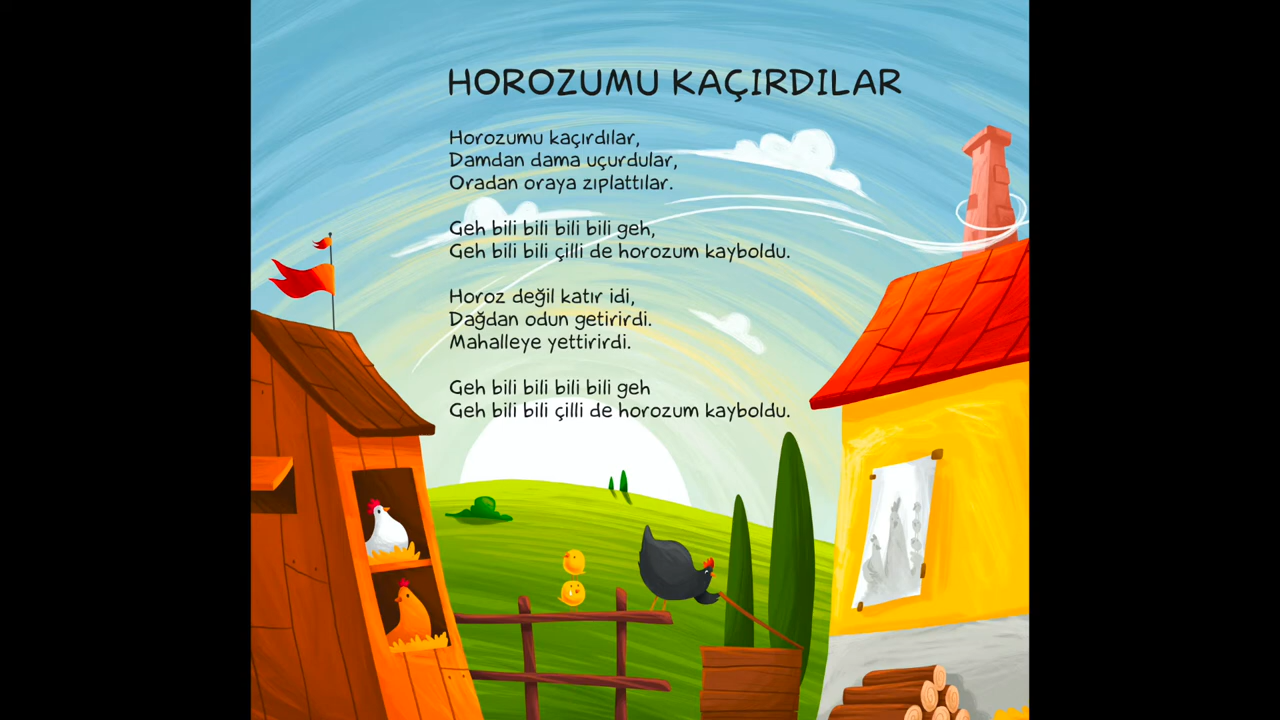 HOROZUMU KAÇIRDILAR
Horozumu kaçırdılar,
Damdan dama uçurdular,
Oradan oraya zıplattılar.
Geh bili bili bili bili geh,
Geh bili bili çilli de horozum kayboldu.
Horoz değil katır idi,
Dağdan odun getirirdi.
Mahalleye yettirirdi.
Geh bili bili bili bili geh
Geh bili bili çilli de horozum kayboldu.